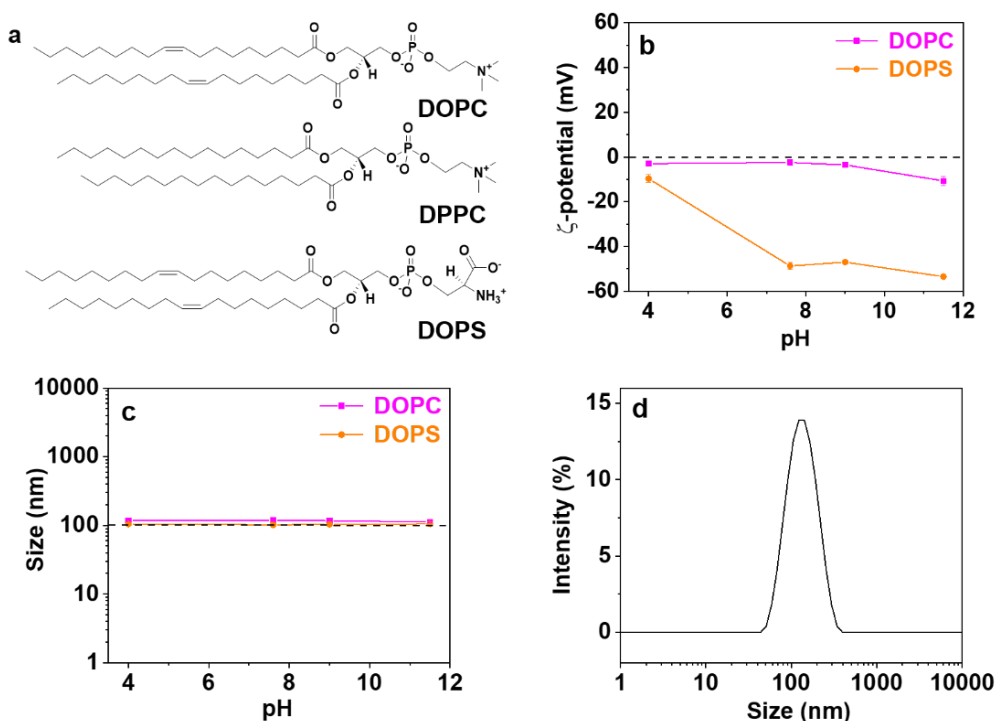 a
O
O
O
P
O
O
O-
H
N+
O
O
DOPC
O
O
O
P
O
O
O-
H
N+
O
O
DPPC
O
O
O
P
O
O
O-
H
H
O
O-
NH3+
O
O
DOPS
b
DOPC
DOPS
ζ-potential (mV)
60
40
20
0
-20
-40
-60
4 6 8 10 12
pH
c
DOPC
DOPS
Size (nm)
10000
1000
100
10
1
4 6 8 10 12
pH
d
Intensity (%)
15
10
5
0
1 10 100 1000 10000
Size (nm)